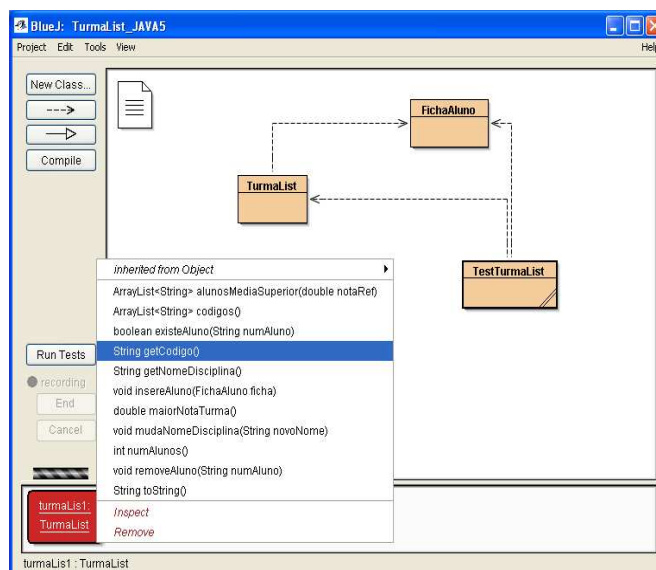 BlueJ: TurmaList_JAVA5
Project Edit Tools View Help
New Class...
Compile
FichaAluno
TurmaList
TestTurmaList
inherited from Object
ArrayList<String> alunosMediaSuperior(double notaRef)
ArrayList<String> codigos()
boolean existeAluno(String numAluno)
String getCodigo()
String getNomeDisciplina()
void insereAluno(FichaAluno ficha)
double maiorNotaTurma()
void mudaNomeDisciplina(String novoNome)
int numAlunos()
void removeAluno(String numAluno)
String toString()
Inspect
Remove
Run Tests
recording
End
Cancel
turmaLis1:
TurmaList
turmaLis1 : TurmaList